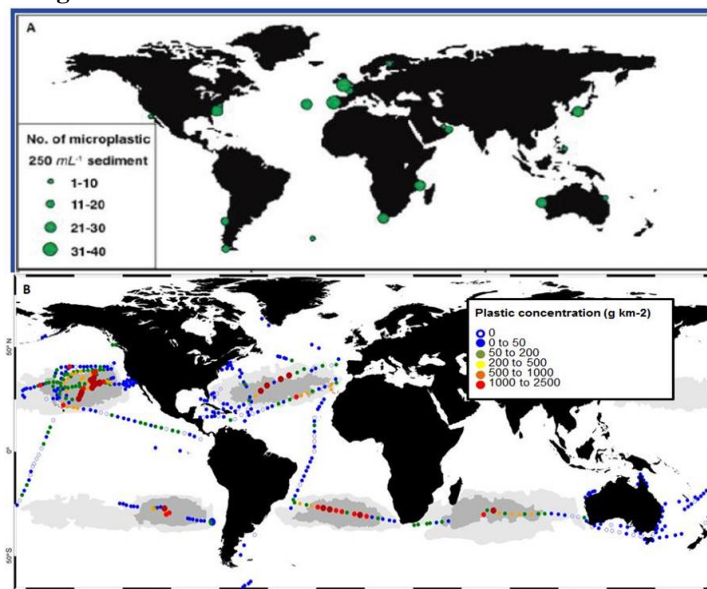 A
No. of microplastic
250 mL⁻¹ sediment
1-10
11-20
21-30
31-40
B
Plastic concentration (g km-2)
0
0 to 50
50 to 200
200 to 500
500 to 1000
1000 to 2500
50°N
0°
50°S